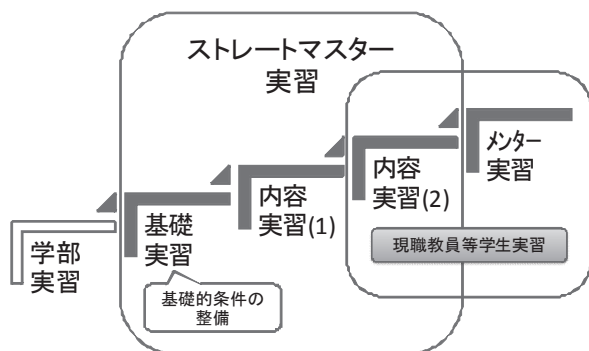 ストレートマスター
実習
学部
実習
基礎
実習
基礎的条件の
整備
内容
実習(1)
内容
実習(2)
メンター
実習
現職教員等学生実習